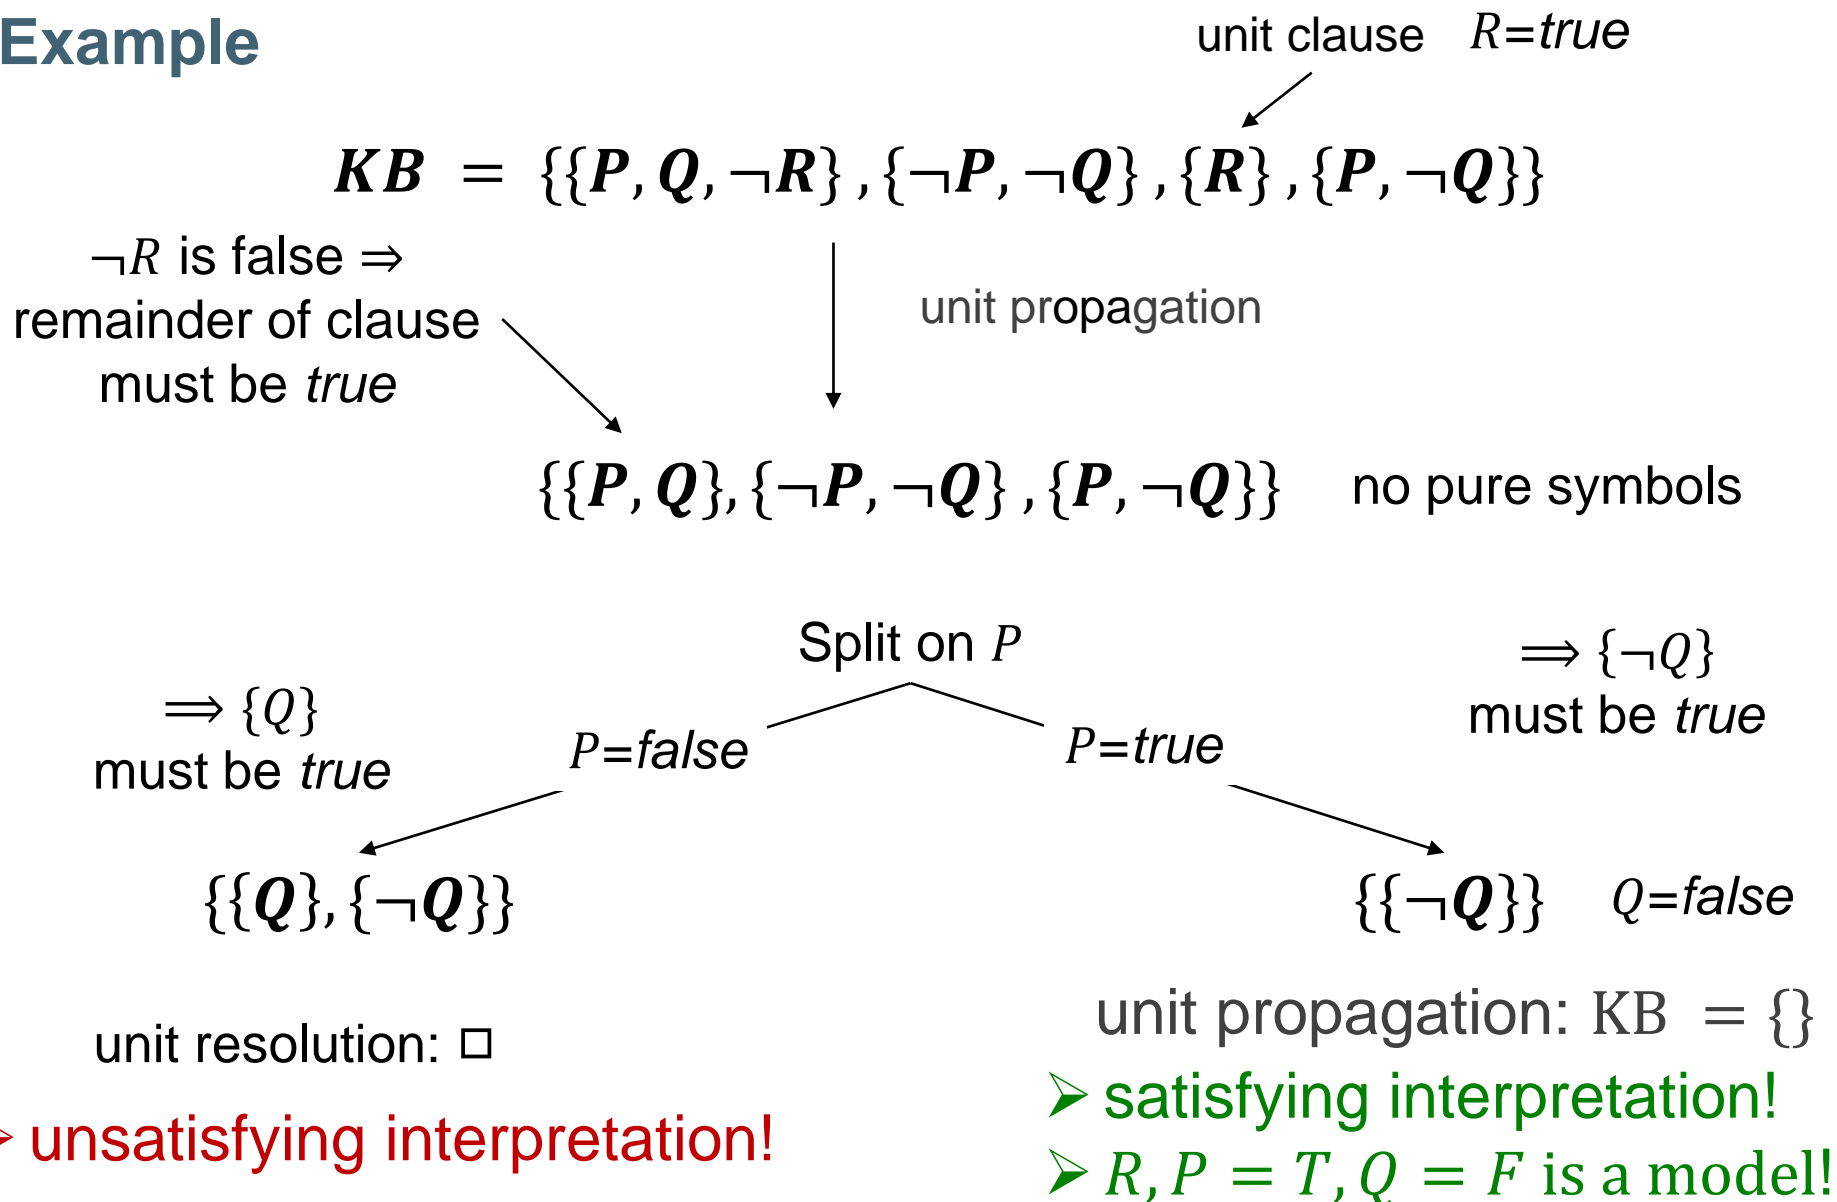 Example
unit clause R=true
KB = {{P, Q, ¬R} , {¬P, ¬Q} , {R} , {P, ¬Q}}
¬R is false ⇒
remainder of clause
must be true
unit propagation
{{P, Q}, {¬P, ¬Q} , {P, ¬Q}} no pure symbols
Split on P
⟹ {Q}
must be true
P=false
P=true
⟹ {¬Q}
must be true
{{Q}, {¬Q}}
{{¬Q}} Q=false
unit resolution: □
unsatisfying interpretation!
unit propagation: KB = {}
➢ satisfying interpretation!
➢ R, P = T, Q = F is a model!